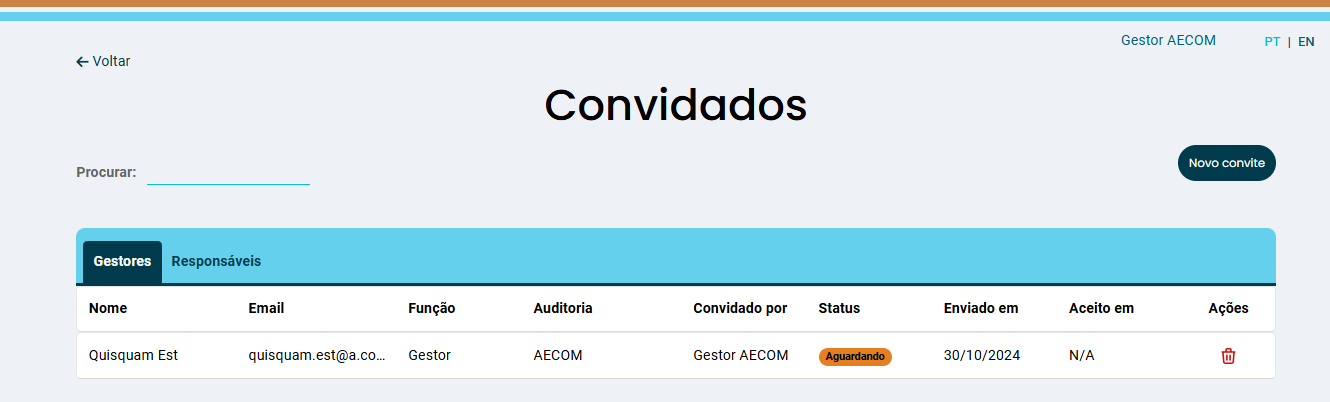 Gestor AECOM PT | EN
Voltar
Convidados
Procurar:
Novo convite
Gestores Responsáveis
Nome Email Função Auditoria Convidado por Status Enviado em Aceito em Ações
Quisquam Est quisquam.est@a.co... Gestor AECOM Gestor AECOM Aguardando 30/10/2024 N/A